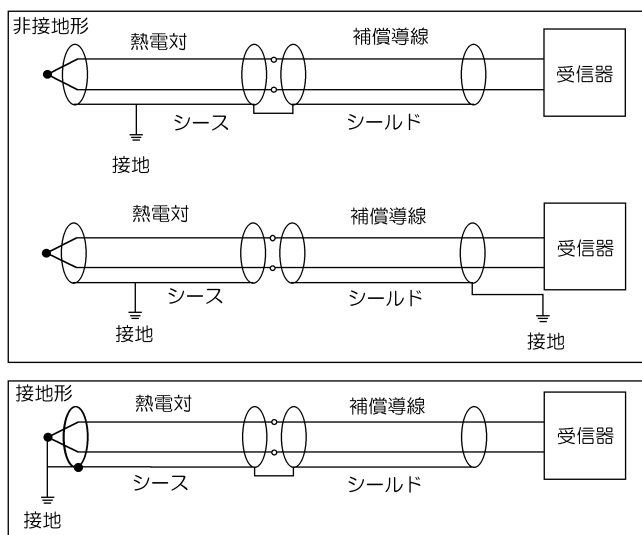 非接地形
熱電対
補償導線
受信器
シース
シールド
接地
熱電対
補償導線
受信器
シース
シールド
接地
接地
接地形
熱電対
補償導線
受信器
シース
シールド
接地